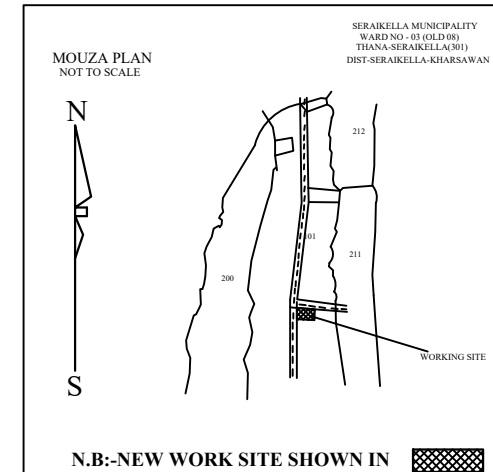 SERAIKELLA MUNICIPALITY
WARD NO - 03 (OLD 08)
THANA-SERAIKELLA(301)
DIST-SERAIKELLA-KHARSAWAN
MOUZA PLAN
NOT TO SCALE
N
212
101
211
200
WORKING SITE
S
N.B:-NEW WORK SITE SHOWN IN